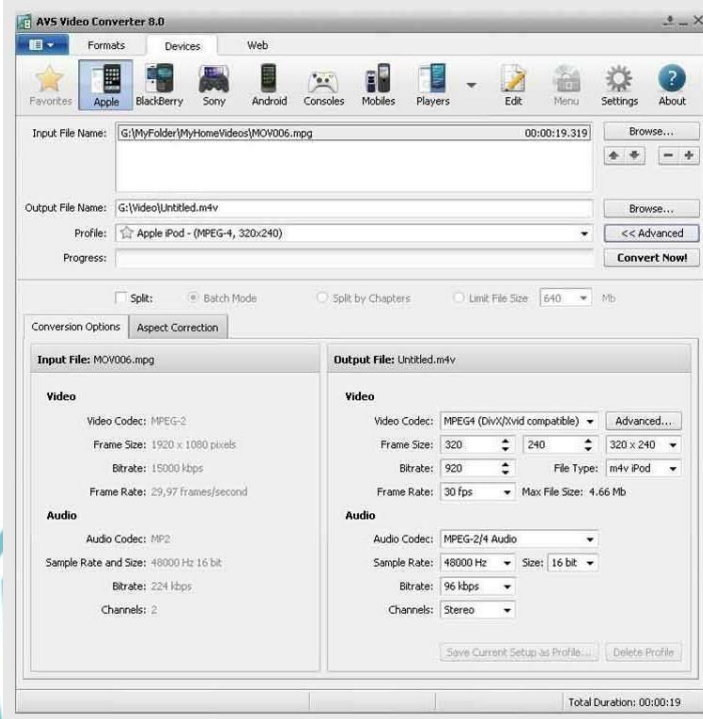 AVS Video Converter 8.0
Formats Devices Web
Favorites Apple BlackBerry Sony Android Consoles Mobiles Players Edit Menu Settings About
Input File Name: G:\MyFolder\MyHomeVideos\MOV006.mpg 00:00:19.319 Browse...
Output File Name: G:\Video\Untitled.m4v Browse...
Profile: Apple iPod - (MPEG-4, 320x240) << Advanced
Progress: Convert Now!
Split: Batch Mode Split by Chapters Limit File Size 640 Mb
Conversion Options Aspect Correction
Input File: MOV006.mpg
Video
Video Codec: MPEG-2
Frame Size: 1920 x 1080 pixels
Bitrate: 15000 kbps
Frame Rate: 29,97 frames/second
Audio
Audio Codec: MP2
Sample Rate and Size: 48000 Hz 16 bit
Bitrate: 224 kbps
Channels: 2
Output File: Untitled.m4v
Video
Video Codec: MPEG4 (DivX/Xvid compatible) Advanced...
Frame Size: 320 240 320 x 240
Bitrate: 920 File Type: m4v iPod
Frame Rate: 30 fps Max File Size: 4.66 Mb
Audio
Audio Codec: MPEG-2/4 Audio
Sample Rate: 48000 Hz Size: 16 bit
Bitrate: 96 kbps
Channels: Stereo
Save Current Setup as Profile... Delete Profile
Total Duration: 00:00:19